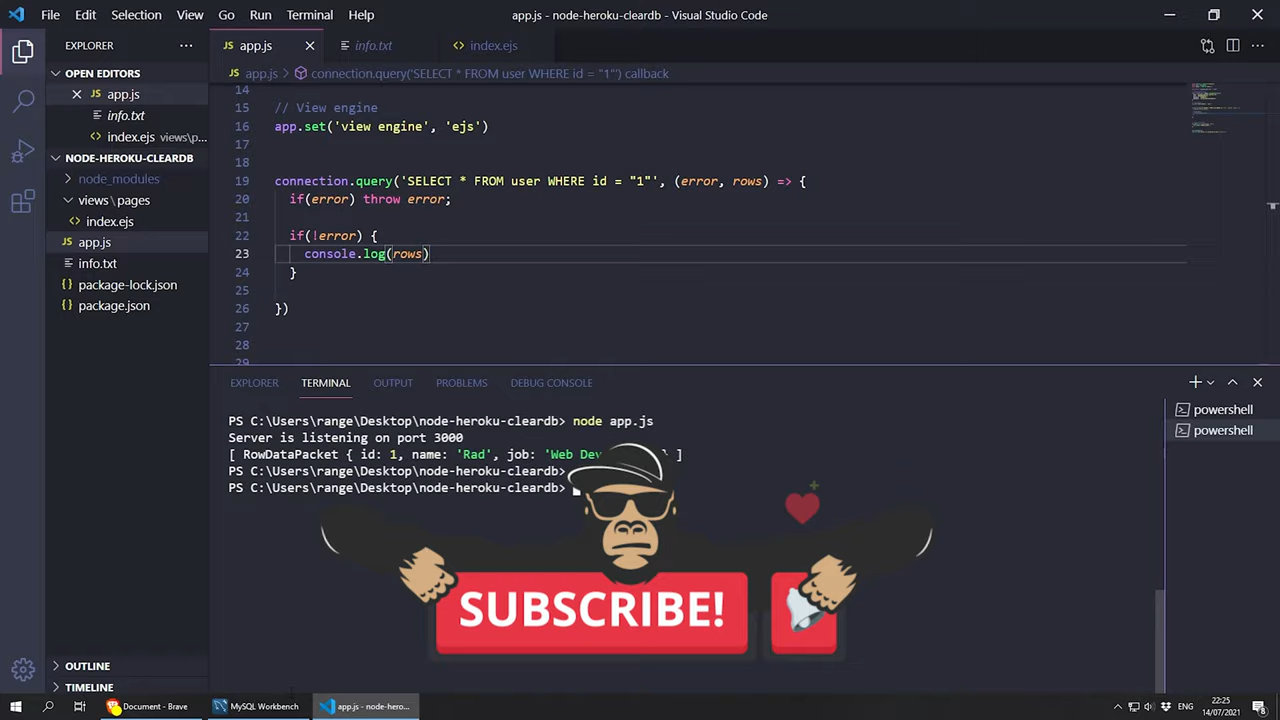 File Edit Selection View Go Run Terminal Help
app.js - node-heroku-cleardb - Visual Studio Code
EXPLORER
OPEN EDITORS
app.js
info.txt
index.ejs views\p...
NODE-HEROKU-CLEARDB
node_modules
views\pages
index.ejs
app.js
info.txt
package-lock.json
package.json
OUTLINE
TIMELINE
app.js
info.txt
index.ejs
app.js > connection.query('SELECT * FROM user WHERE id = "1"') callback
14
15 // View engine
16 app.set('view engine', 'ejs')
17
18
19 connection.query('SELECT * FROM user WHERE id = "1"', (error, rows) => {
20 if(error) throw error;
21
22 if(!error) {
23 console.log(rows)
24 }
25
26 })
27
28
29
EXPLORER TERMINAL OUTPUT PROBLEMS DEBUG CONSOLE
PS C:\Users\range\Desktop\node-heroku-cleardb> node app.js
Server is listening on port 3000
[ RowDataPacket { id: 1, name: 'Rad', job: 'Web Dev } ]
PS C:\Users\range\Desktop\node-heroku-cleardb>
PS C:\Users\range\Desktop\node-heroku-cleardb>
powershell
powershell
SUBSCRIBE!
Document - Brave
MySQL Workbench
app.js - node-hero...
ENG
22:25
14/07/2021
8